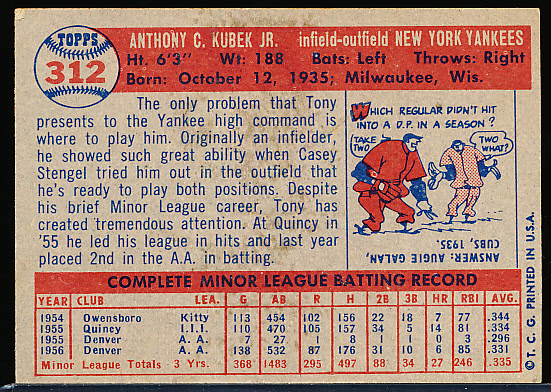 TOPPS
312
ANTHONY C. KUBEK JR. infield-outfield NEW YORK YANKEES
Ht. 6'3" Wt: 188 Bats: Left Throws: Right
Born: October 12, 1935; Milwaukee, Wis.
The only problem that Tony
presents to the Yankee high command is
where to play him. Originally an infielder,
he showed such great ability when Casey
Stengel tried him out in the outfield that
he's ready to play both positions. Despite
his brief Minor League career, Tony has
created tremendous attention. At Quincy in
'55 he led his league in hits and last year
placed 2nd in the A.A. in batting.
WHICH REGULAR DIDN'T HIT
INTO A D.P. IN A SEASON?
TAKE
TWO
TWO
WHAT?
ANSWER: AUGIE GALAN,
CUBS, 1935.
COMPLETE MINOR LEAGUE BATTING RECORD
YEAR CLUB LEA. G AB R H 2B 3B HR RBI AVG.
1954 Owensboro Kitty 113 454 102 156 22 18 7 77 .344
1955 Quincy I.I.I. 110 470 105 157 34 5 14 81 .334
1955 Denver A. A. 7 27 1 8 1 0 0 3 .296
1956 Denver A. A. 138 532 87 176 31 10 6 85 .331
Minor League Totals 3 Yrs. 368 1483 295 497 88 34 27 246 .335
© T. C. G. PRINTED IN U.S.A.